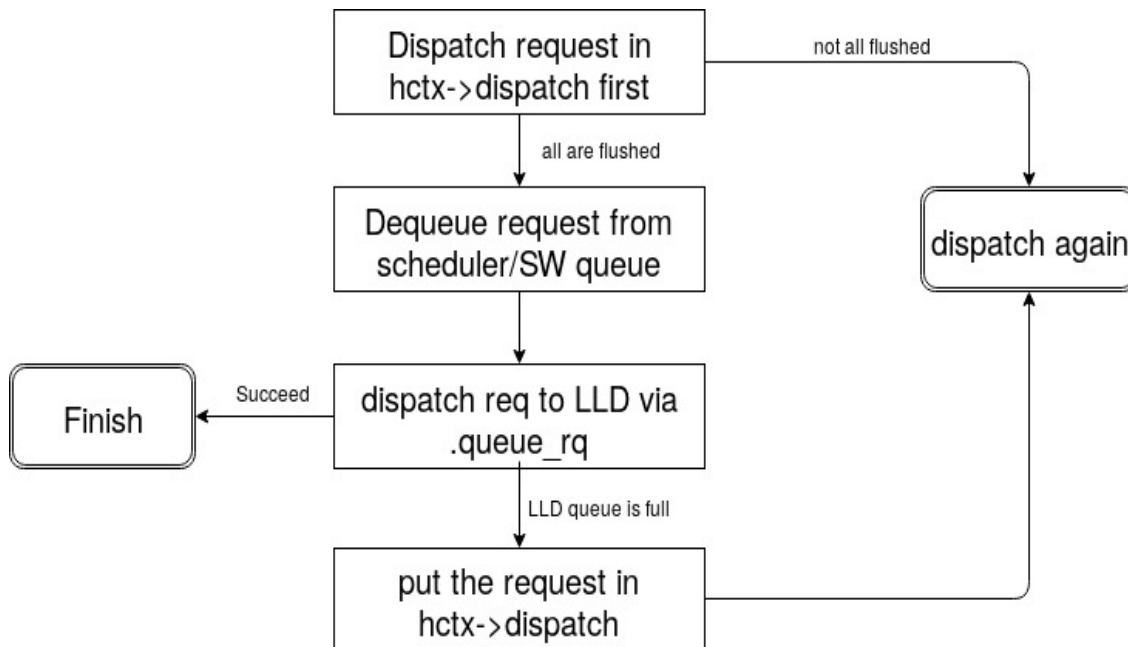 Dispatch request in
hctx->dispatch first
not all flushed
all are flushed
Dequeue request from
scheduler/SW queue
dispatch again
Succeed
Finish
dispatch req to LLD via
.queue_rq
LLD queue is full
put the request in
hctx->dispatch